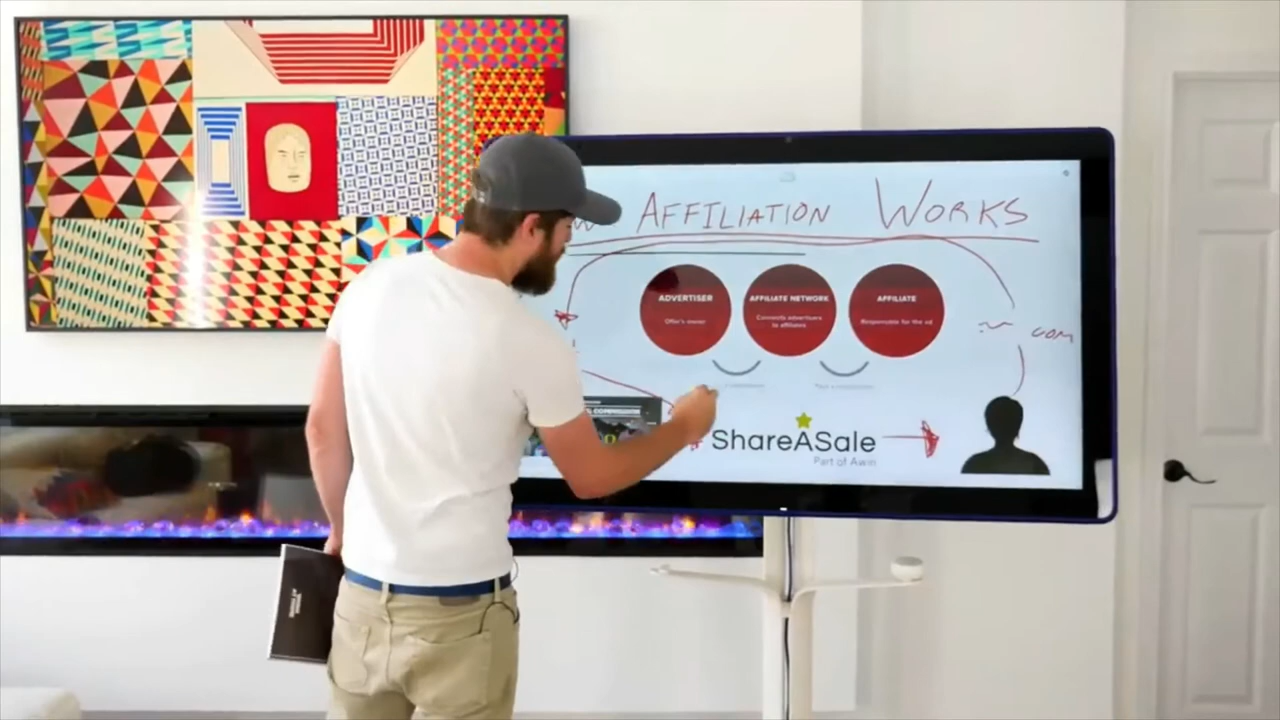 AFFILIATION WORKS
ADVERTISER
Offer's owner
AFFILIATE NETWORK
Connects advertisers
to affiliates
AFFILIATE
Responsible for the ad
COM
COMMISSION
ShareASale
Part of Awin